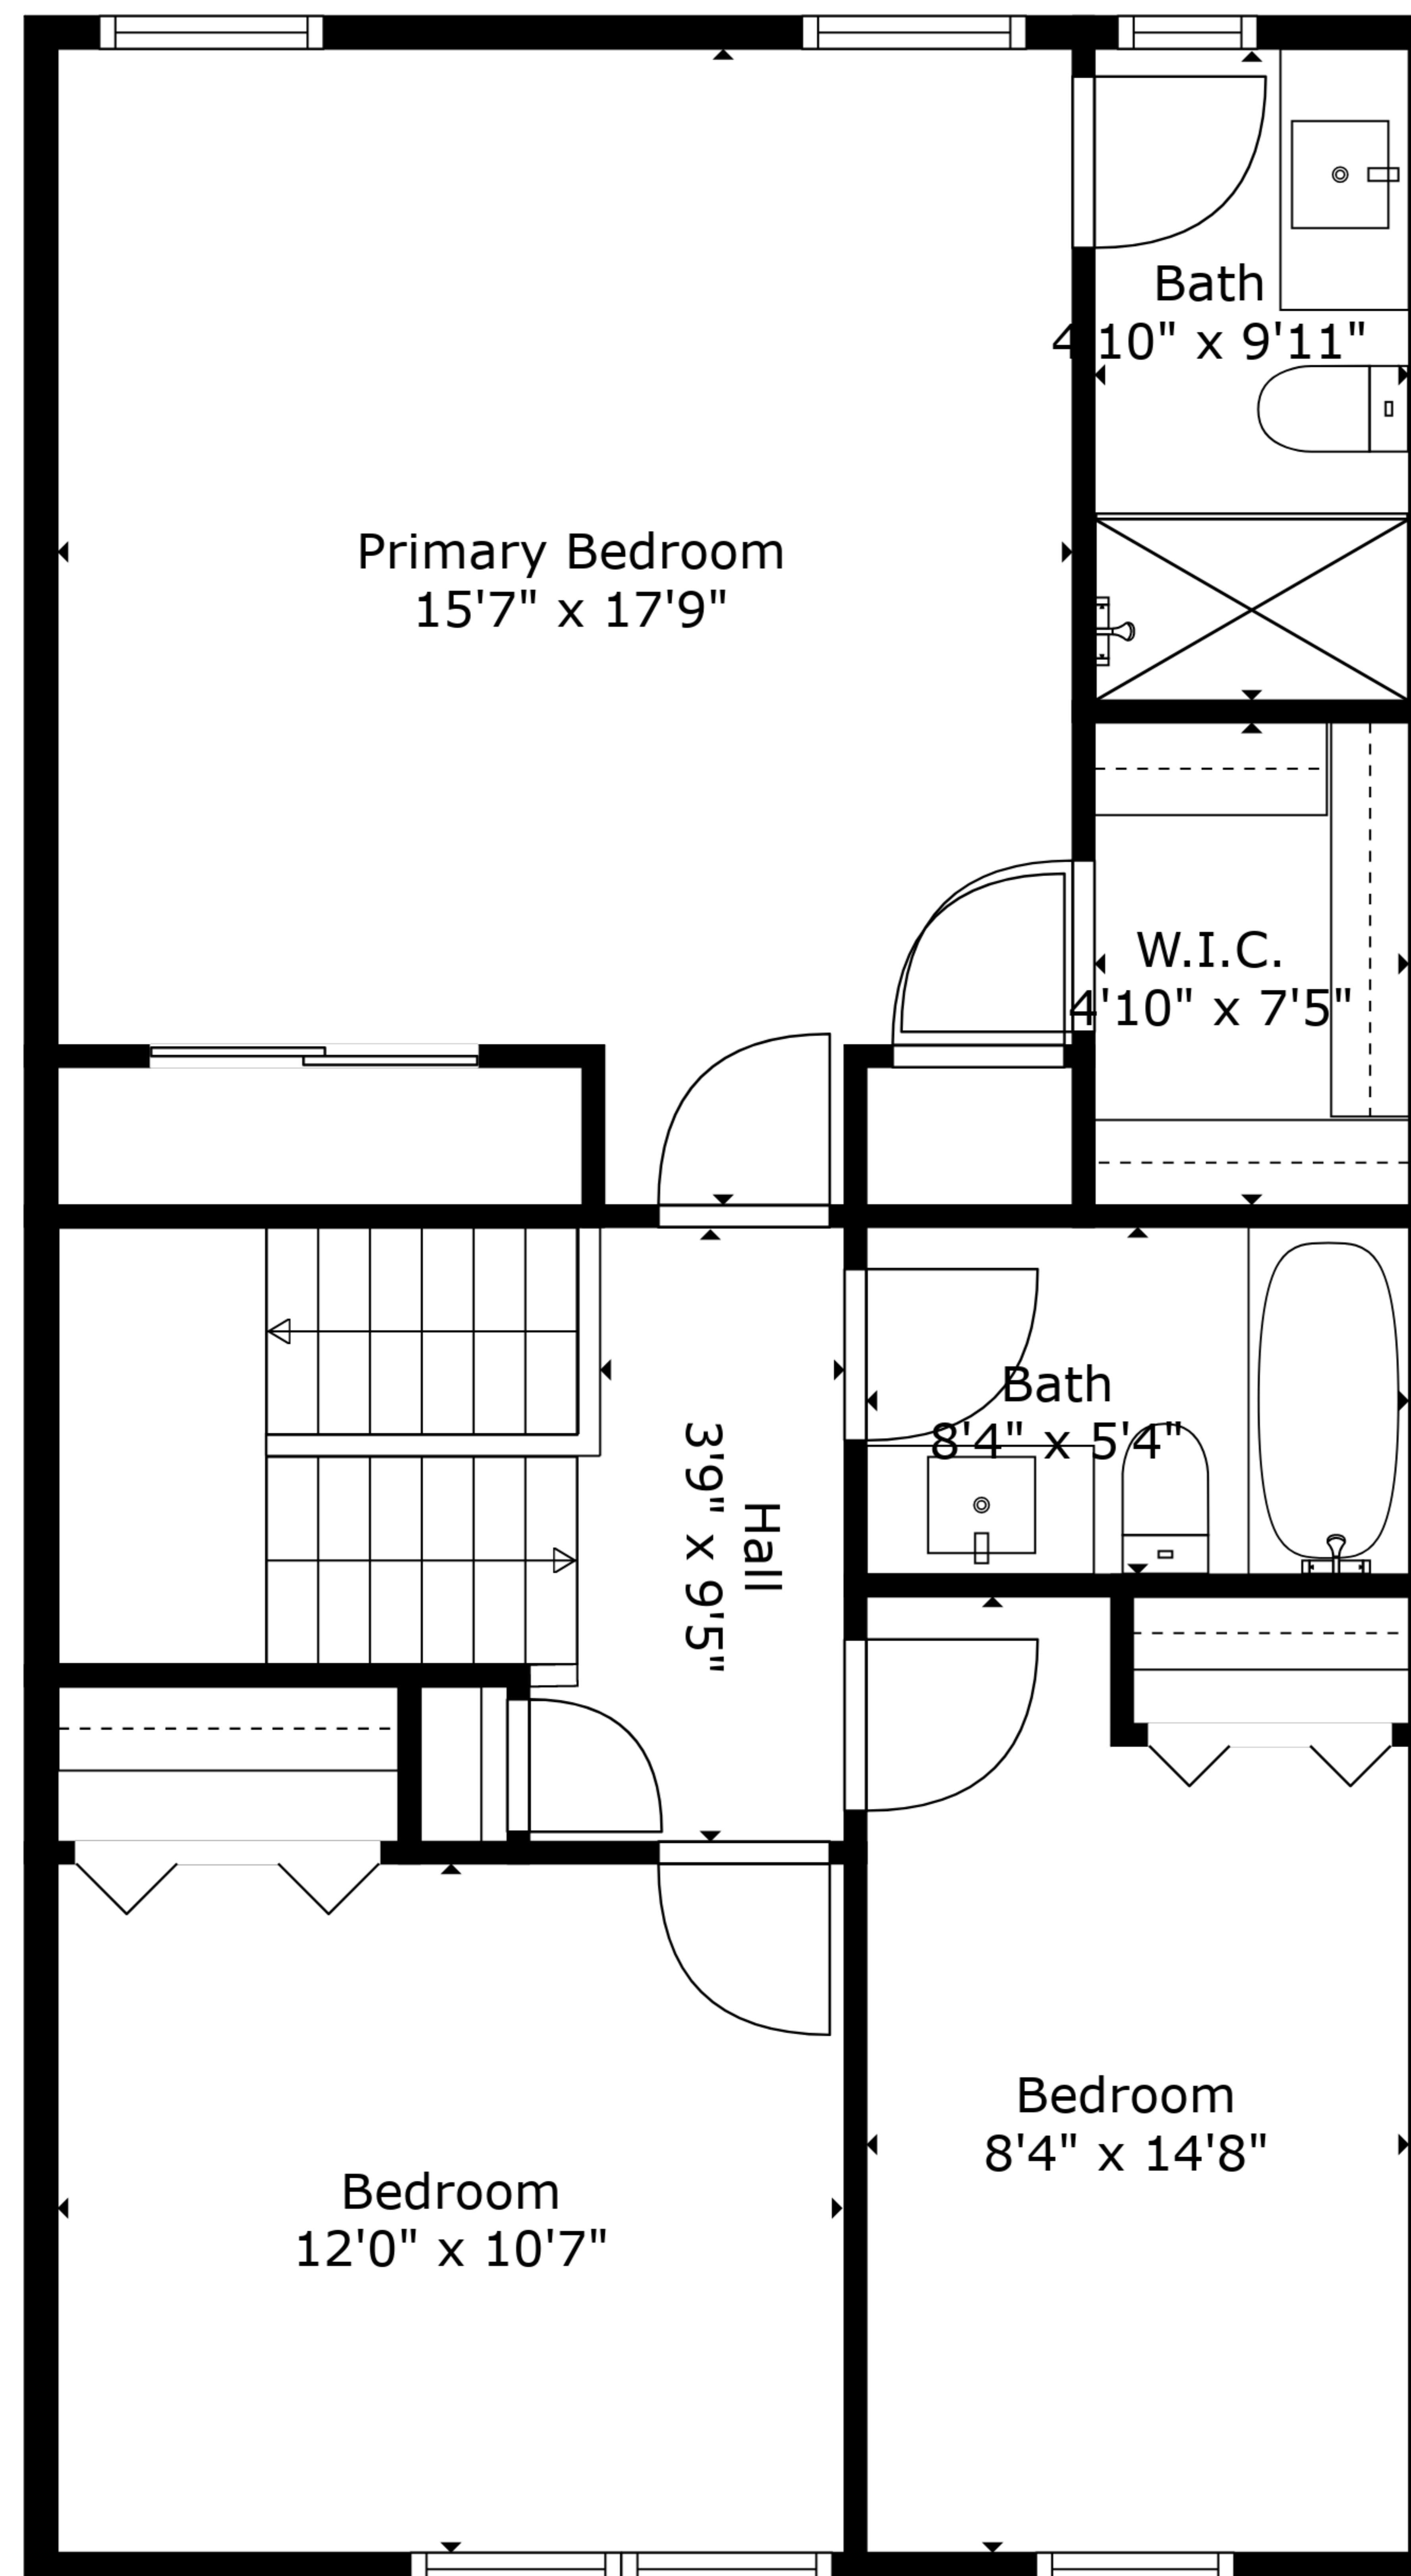 Bath
4'10" x 9'11"
Primary Bedroom
15'7" x 17'9"
W.I.C.
4'10" x 7'5"
Bath
8'4" x 5'4"
Hall
3'9" x 9'5"
Bedroom
8'4" x 14'8"
Bedroom
12'0" x 10'7"